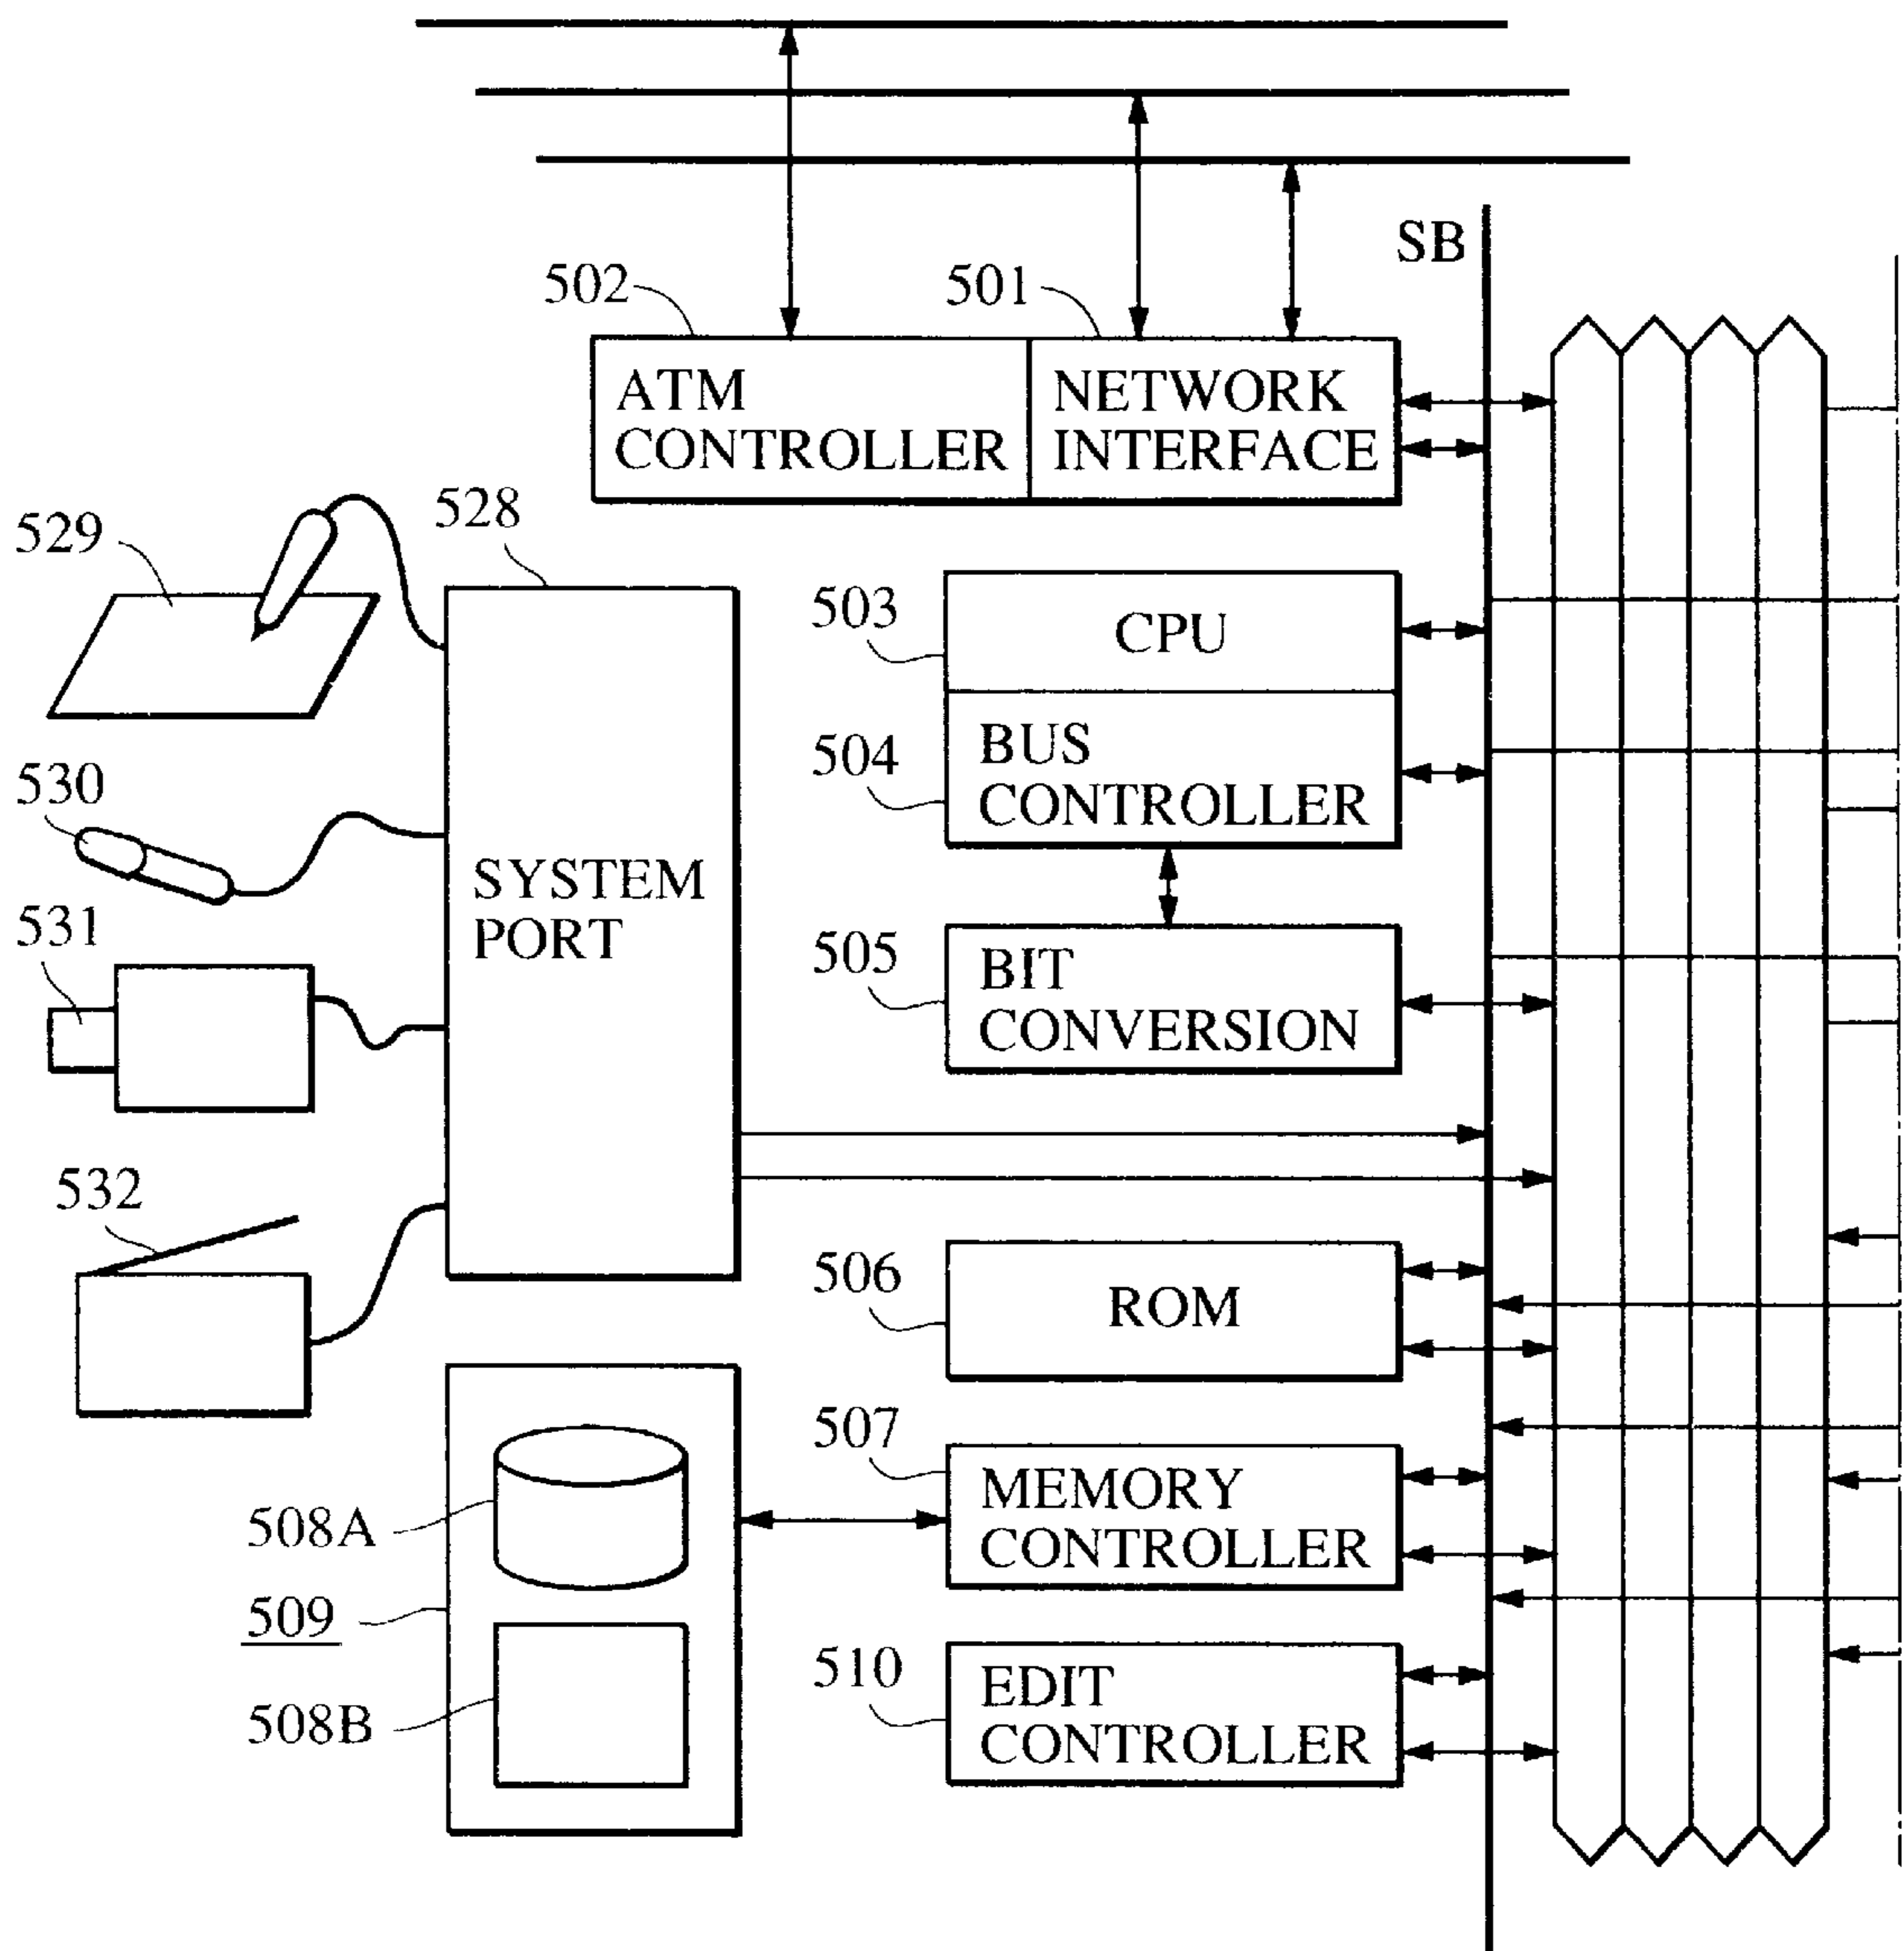 SB
502
501
ATM
CONTROLLER
NETWORK
INTERFACE
529
528
503
CPU
504
BUS
CONTROLLER
530
SYSTEM
PORT
531
505
BIT
CONVERSION
532
506
ROM
507
MEMORY
CONTROLLER
508A
509
508B
510
EDIT
CONTROLLER